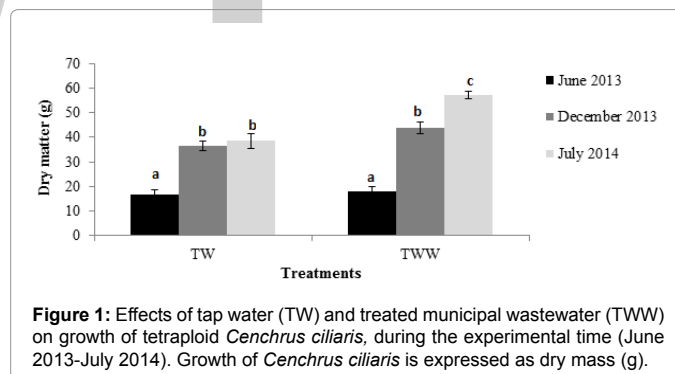 70
60
50
40
30
20
10
0
Dry matter (g)
a
b
b
a
b
c
TW
TWW
Treatments
June 2013
December 2013
July 2014
Figure 1: Effects of tap water (TW) and treated municipal wastewater (TWW)
on growth of tetraploid Cenchrus ciliaris, during the experimental time (June
2013-July 2014). Growth of Cenchrus ciliaris is expressed as dry mass (g).